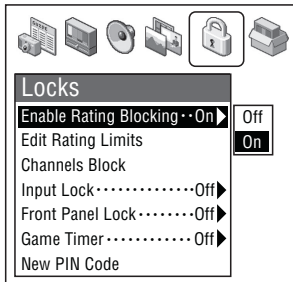 Locks
Enable Rating Blocking··On
Off
On
Edit Rating Limits
Channels Block
Input Lock··············Off
Front Panel Lock········Off
Game Timer············Off
New PIN Code